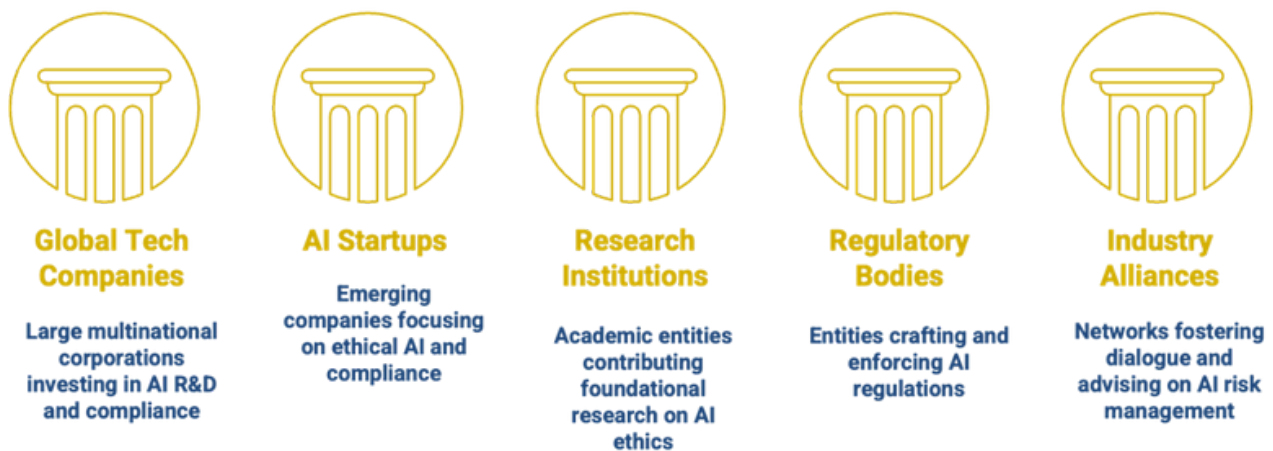 Global Tech
Companies
Large multinational
corporations
investing in AI R&D
and compliance
AI Startups
Emerging
companies focusing
on ethical AI and
compliance
Research
Institutions
Academic entities
contributing
foundational
research on AI
ethics
Regulatory
Bodies
Entities crafting and
enforcing AI
regulations
Industry
Alliances
Networks fostering
dialogue and
advising on AI risk
management